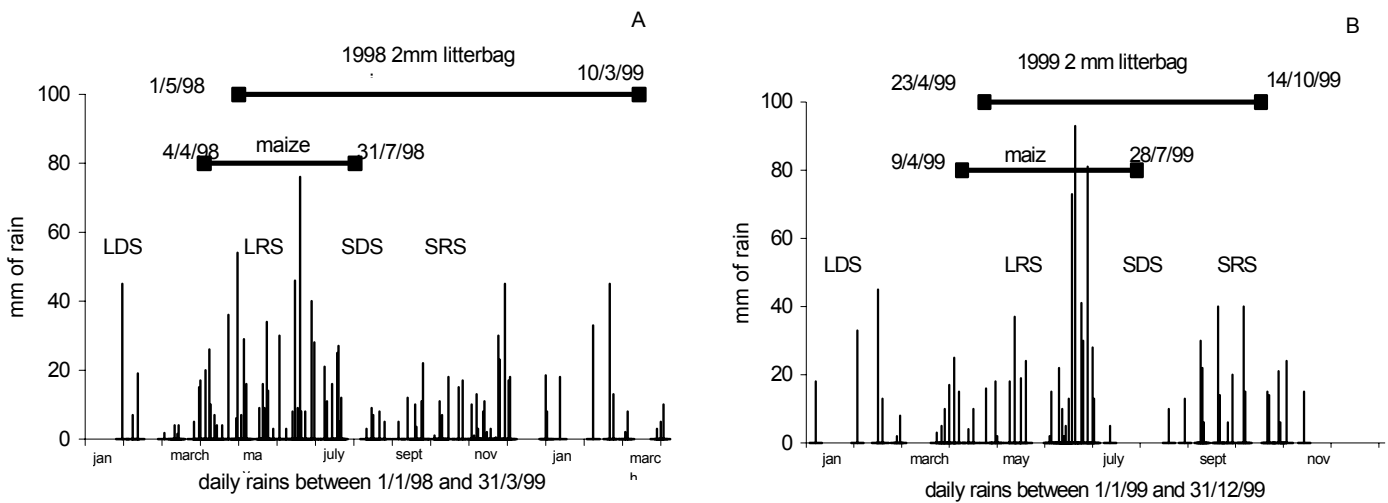 A
1998 2mm litterbag
1/5/98 10/3/99
4/4/98 maize 31/7/98
100
80
60
40
20
0
mm of rain
LDS LRS SDS SRS
jan march ma july sept nov jan marc
daily rains between 1/1/98 and 31/3/99
B
1999 2 mm litterbag
23/4/99 14/10/99
9/4/99 maiz 28/7/99
100
80
60
40
20
0
mm of rain
LDS LRS SDS SRS
jan march may july sept nov
daily rains between 1/1/99 and 31/12/99